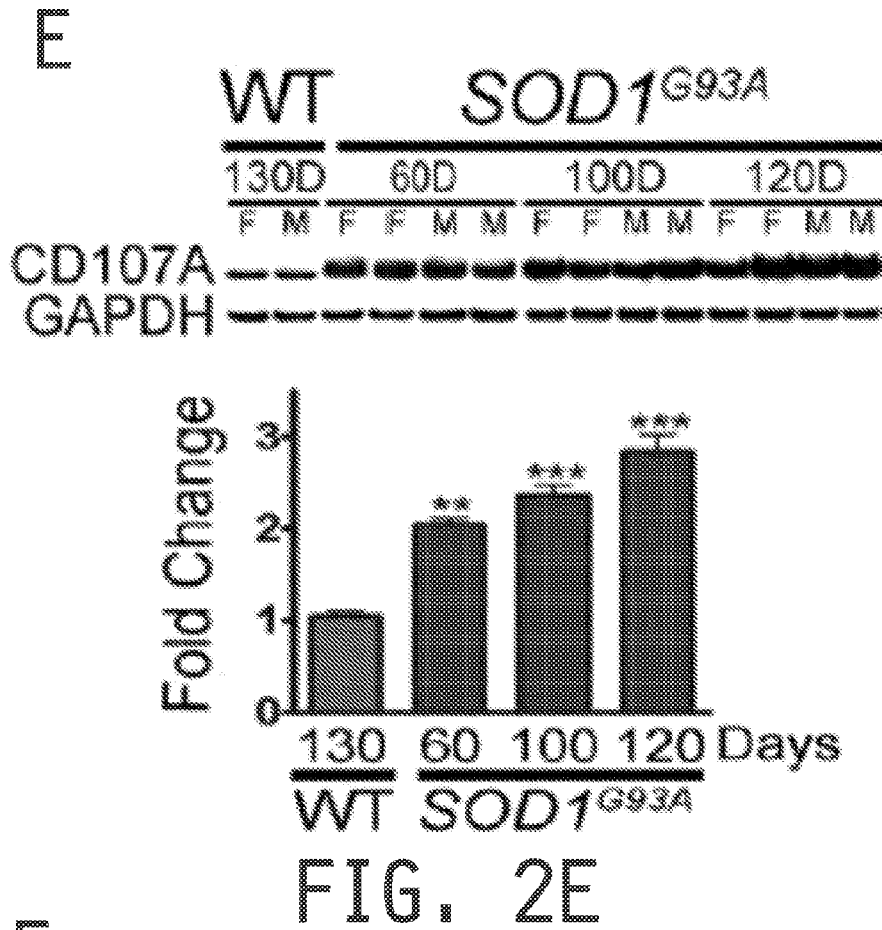 E
WT SOD1G93A
130D 60D 100D 120D
F M F F M M F F M M F F M M
CD107A
GAPDH
Fold Change
3
2
1
0
**
***
***
130 60 100 120 Days
WT SOD1G93A
FIG. 2E